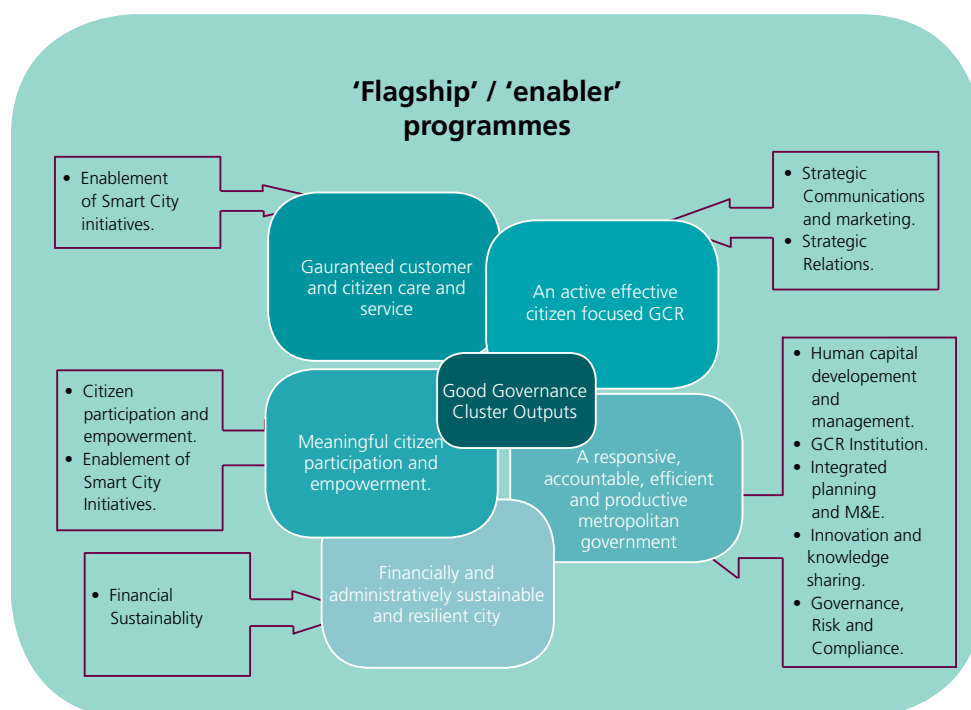 ‘Flagship’ / ‘enabler’
programmes
• Enablement
of Smart City
initiatives.
Gauranteed customer
and citizen care and
service
• Strategic
Communications
and marketing.
• Strategic
Relations.
An active effective
citizen focused GCR
Good Governance
Cluster Outputs
• Citizen
participation and
empowerment.
• Enablement of
Smart City
Initiatives.
Meaningful citizen
participation and
empowerment.
• Human capital
developement
and
management.
• GCR Institution.
• Integrated
planning
and M&E.
• Innovation and
knowledge
sharing.
• Governance,
Risk and
Compliance.
A responsive,
accountable, efficient
and productive
metropolitan
government
• Financial
Sustainablity
Financially and
administratively sustainable
and resilient city